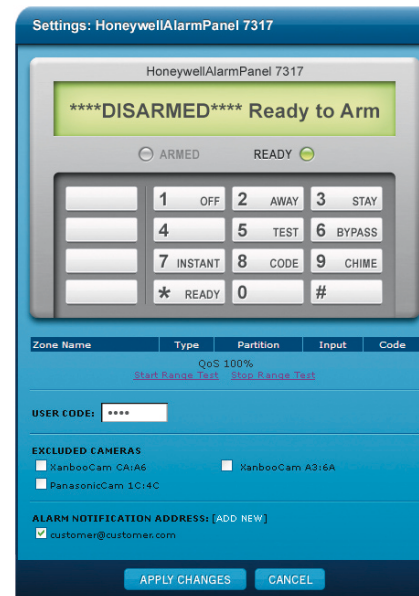 Settings: HoneywellAlarmPanel 7317
HoneywellAlarmPanel 7317
****DISARMED**** Ready to Arm
ARMED READY
1 OFF 2 AWAY 3 STAY
4 5 TEST 6 BYPASS
7 INSTANT 8 CODE 9 CHIME
* READY 0 #
Zone Name Type Partition Input Code
QoS 100%
Start Range Test Stop Range Test
USER CODE: ****
EXCLUDED CAMERAS
XanbooCam CA:A6 XanbooCam A3:6A
PanasonicCam 1C:4C
ALARM NOTIFICATION ADDRESS: [ADD NEW]
customer@customer.com
APPLY CHANGES CANCEL